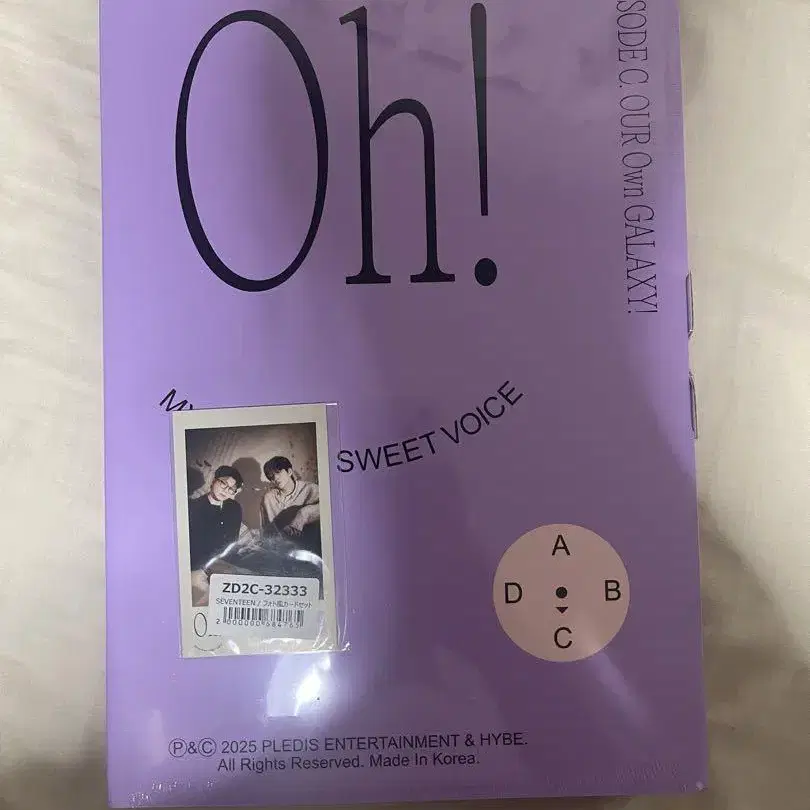 Oh!
SODE C. OUR Own GALAXY!
SWEET VOICE
ZD2C-32333
SEVENTEEN / フォト風カードセット
A
D B
C
Ⓟ&Ⓒ 2025 PLEDIS ENTERTAINMENT & HYBE.
All Rights Reserved. Made In Korea.